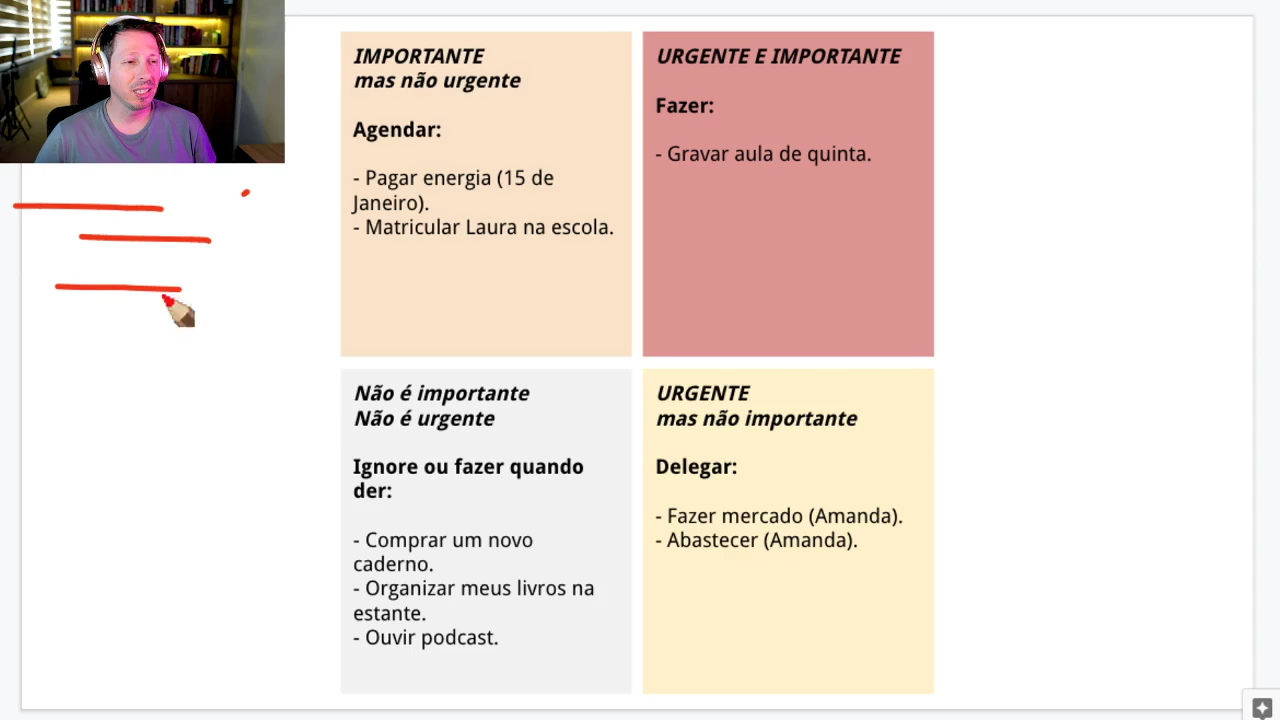 IMPORTANTE
mas não urgente
Agendar:
- Pagar energia (15 de
Janeiro).
- Matricular Laura na escola.
URGENTE E IMPORTANTE
Fazer:
- Gravar aula de quinta.
Não é importante
Não é urgente
Ignore ou fazer quando
der:
- Comprar um novo
caderno.
- Organizar meus livros na
estante.
- Ouvir podcast.
URGENTE
mas não importante
Delegar:
- Fazer mercado (Amanda).
- Abastecer (Amanda).